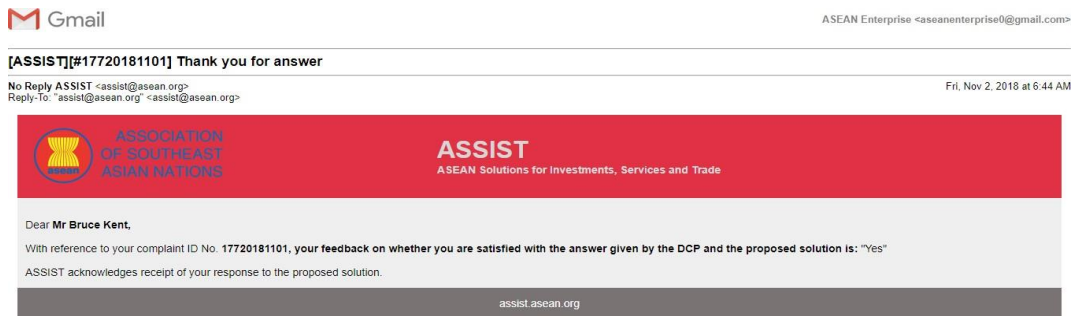 Gmail
ASEAN Enterprise <aseanenterprise0@gmail.com>
[ASSIST][#17720181101] Thank you for answer
No Reply ASSIST <assist@asean.org>
Fri, Nov 2, 2018 at 6:44 AM
Reply-To: "assist@asean.org" <assist@asean.org>
ASSOCIATION
OF SOUTHEAST
ASIAN NATIONS
asean
ASSIST
ASEAN Solutions for Investments, Services and Trade
Dear Mr Bruce Kent,
With reference to your complaint ID No. 17720181101, your feedback on whether you are satisfied with the answer given by the DCP and the proposed solution is: "Yes"
ASSIST acknowledges receipt of your response to the proposed solution.
assist.asean.org